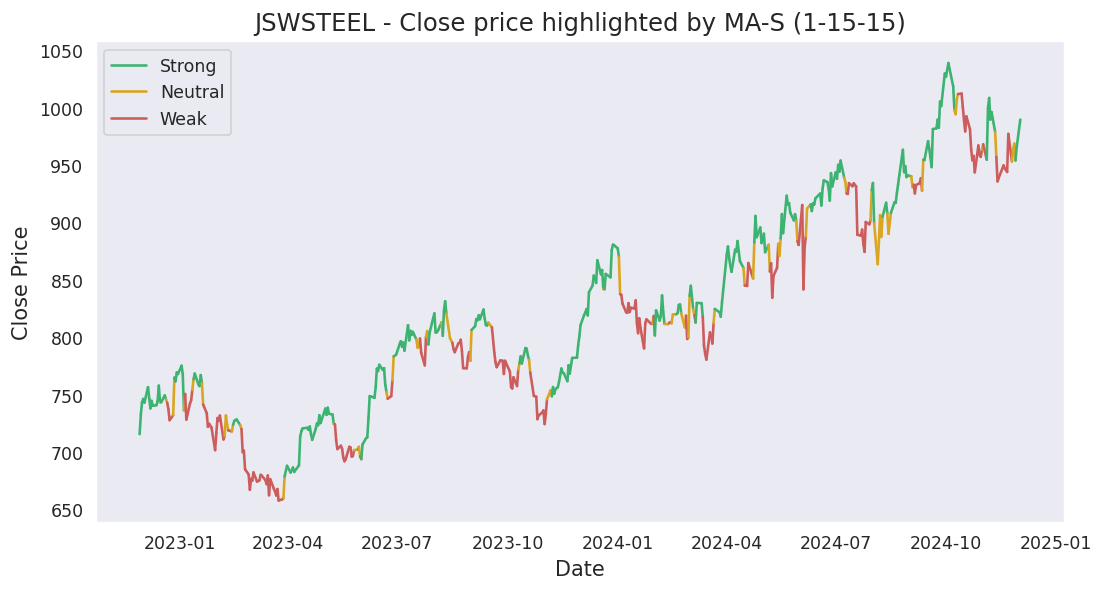 JSWSTEEL - Close price highlighted by MA-S (1-15-15)
Strong
Neutral
Weak
Close Price
1050
1000
950
900
850
800
750
700
650
2023-01 2023-04 2023-07 2023-10 2024-01 2024-04 2024-07 2024-10 2025-01
Date